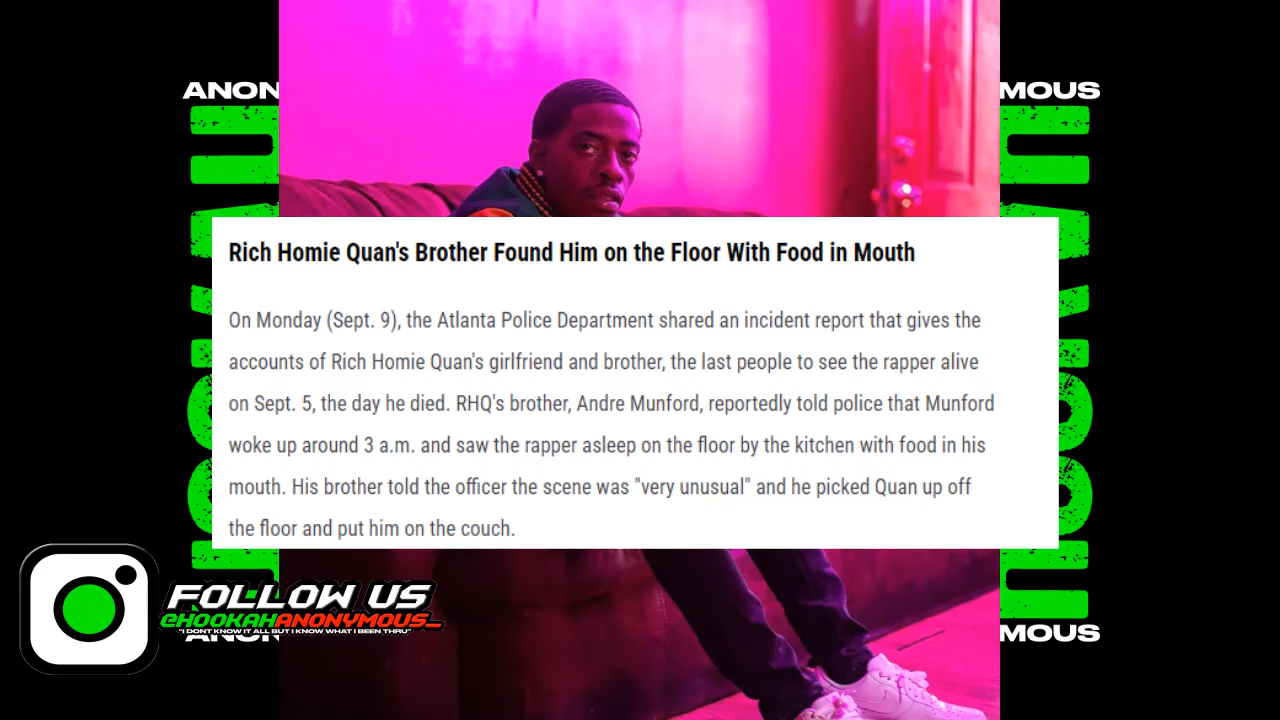 ANON
MOUS
Rich Homie Quan's Brother Found Him on the Floor With Food in Mouth
On Monday (Sept. 9), the Atlanta Police Department shared an incident report that gives the
accounts of Rich Homie Quan's girlfriend and brother, the last people to see the rapper alive
on Sept. 5, the day he died. RHQ's brother, Andre Munford, reportedly told police that Munford
woke up around 3 a.m. and saw the rapper asleep on the floor by the kitchen with food in his
mouth. His brother told the officer the scene was "very unusual" and he picked Quan up off
the floor and put him on the couch.
FOLLOW US
@HOOKAHANONYMOUS_
"I DONT KNOW IT ALL BUT I KNOW WHAT I BEEN THRU"
ANON
MOUS